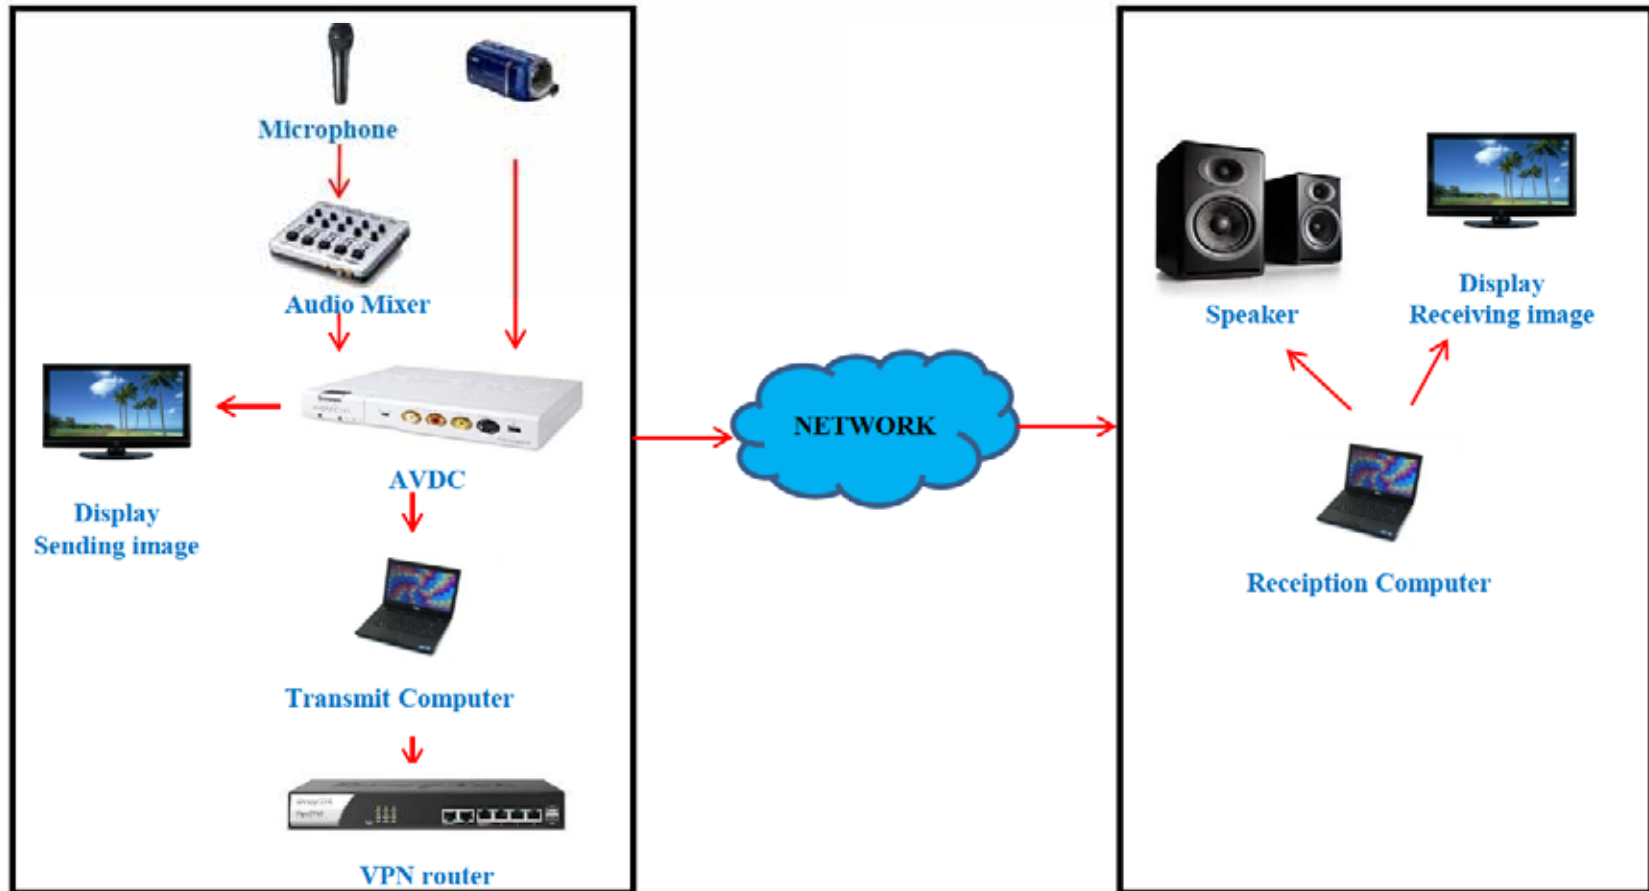 Microphone
Audio Mixer
AVDC
Display
Sending image
Transmit Computer
VPN router
NETWORK
Speaker
Display
Receiving image
Receiption Computer